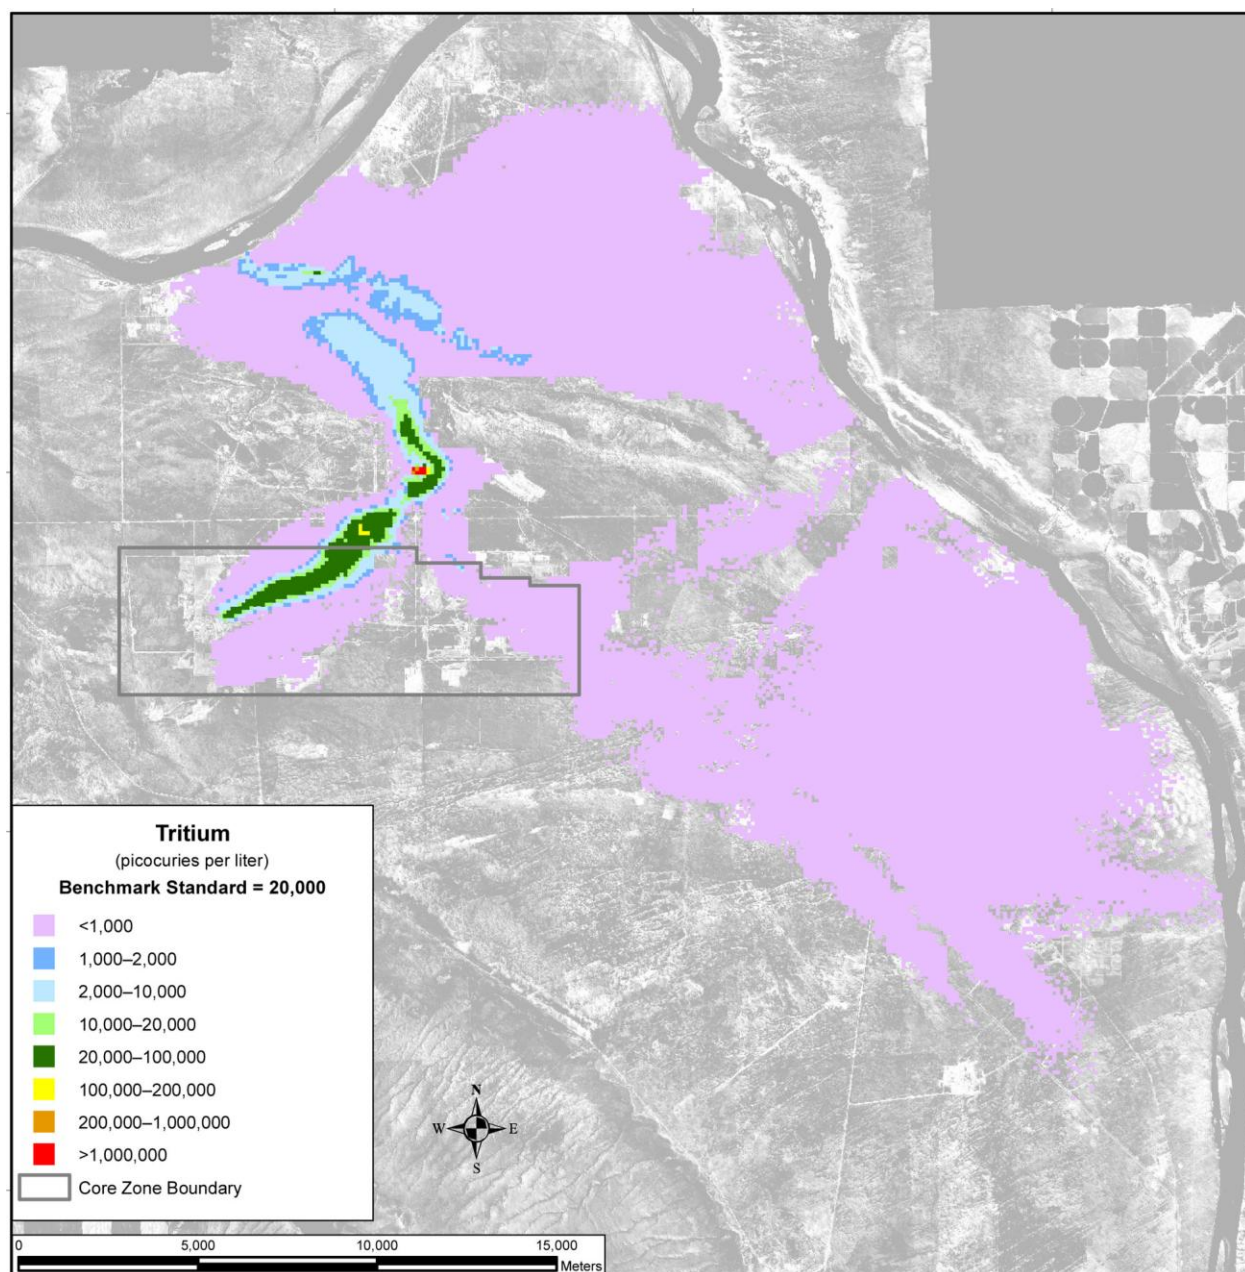 Tritium
(picocuries per liter)
Benchmark Standard = 20,000
<1,000
1,000–2,000
2,000–10,000
10,000–20,000
20,000–100,000
100,000–200,000
200,000–1,000,000
>1,000,000
Core Zone Boundary
N
W E
S
0 5,000 10,000 15,000
Meters